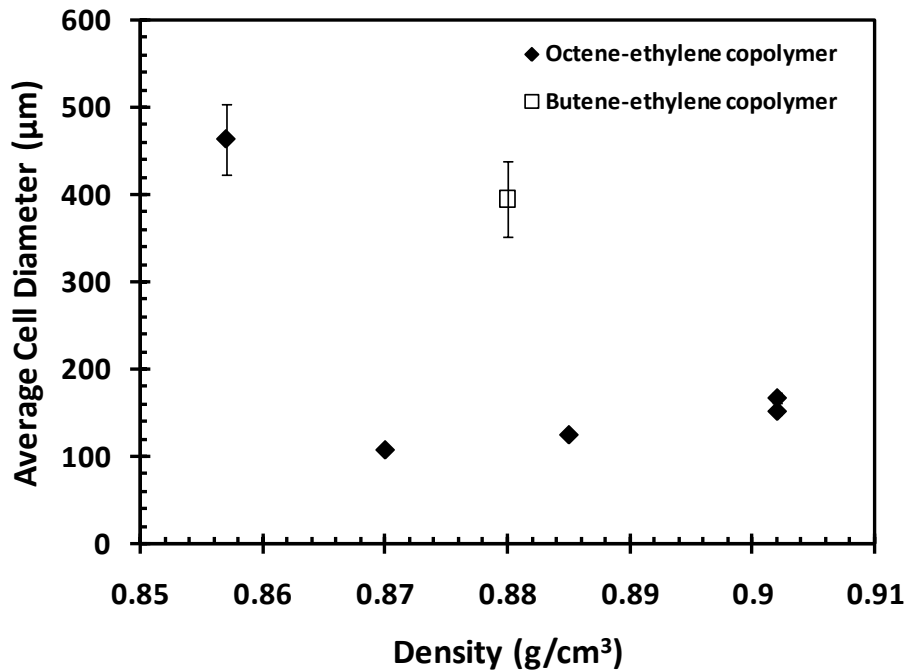 600
500
400
300
200
100
0
Average Cell Diameter (μm)
Octene-ethylene copolymer
Butene-ethylene copolymer
0.85 0.86 0.87 0.88 0.89 0.9 0.91
Density (g/cm³)